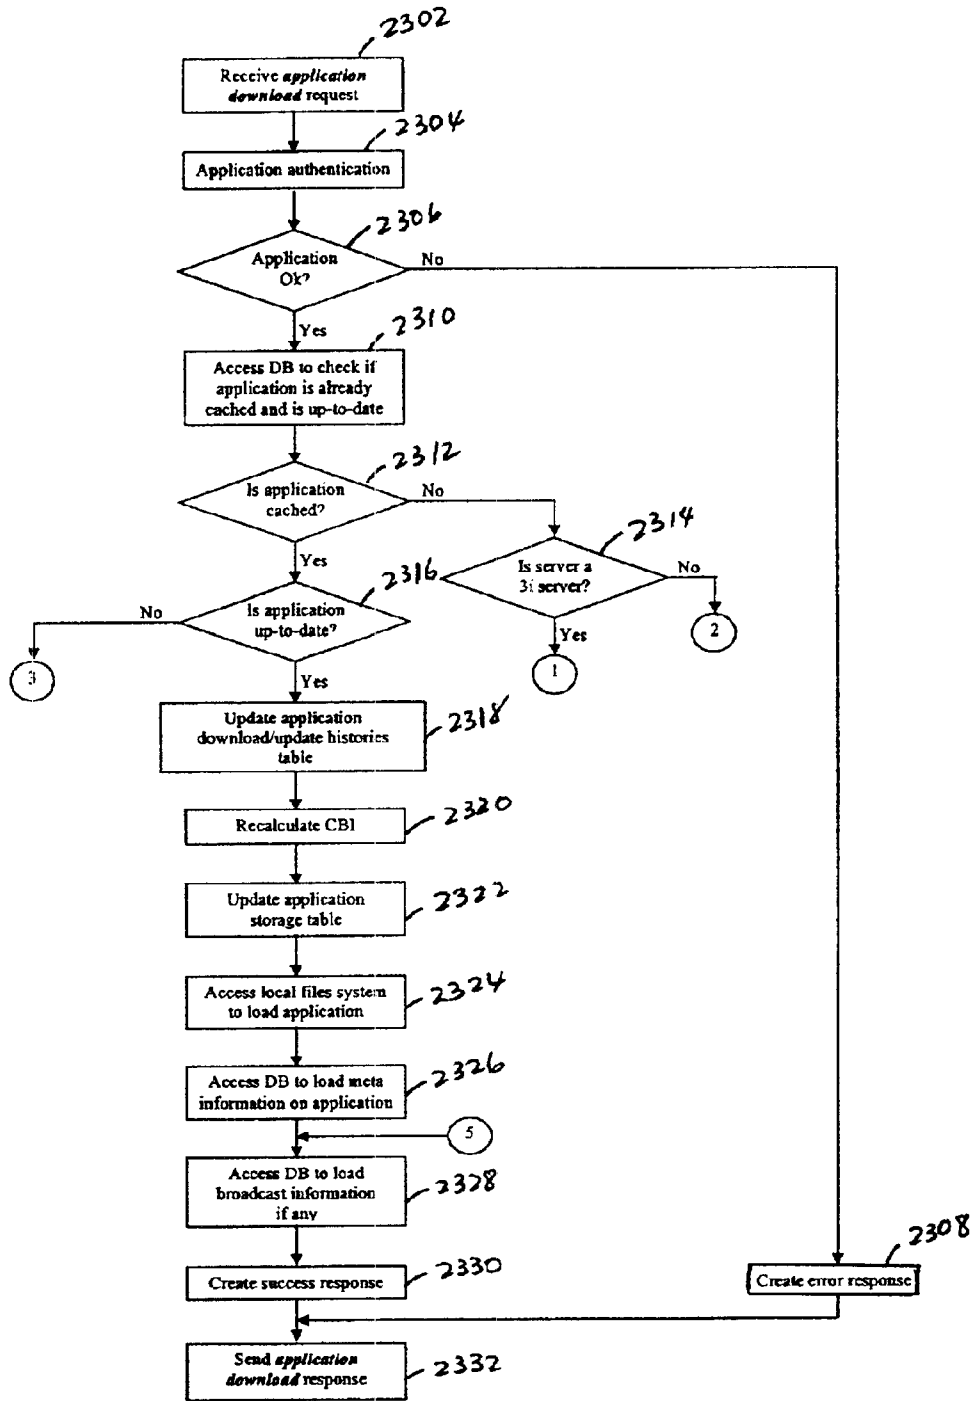 2302
Receive application
download request
2304
Application authentication
2306
Application
Ok?
No
Yes
2310
Access DB to check if
application is already
cached and is up-to-date
2312
Is application
cached?
No
2314
Is server a
3i server?
No
2
Yes
1
Yes
2316
Is application
up-to-date?
No
3
Yes
Update application
download/update histories
table
2318
Recalculate CBI
2320
Update application
storage table
2322
Access local files system
to load application
2324
Access DB to load meta
information on application
2326
5
Access DB to load
broadcast information
if any
2328
Create success response
2330
2308
Create error response
Send application
download response
2332